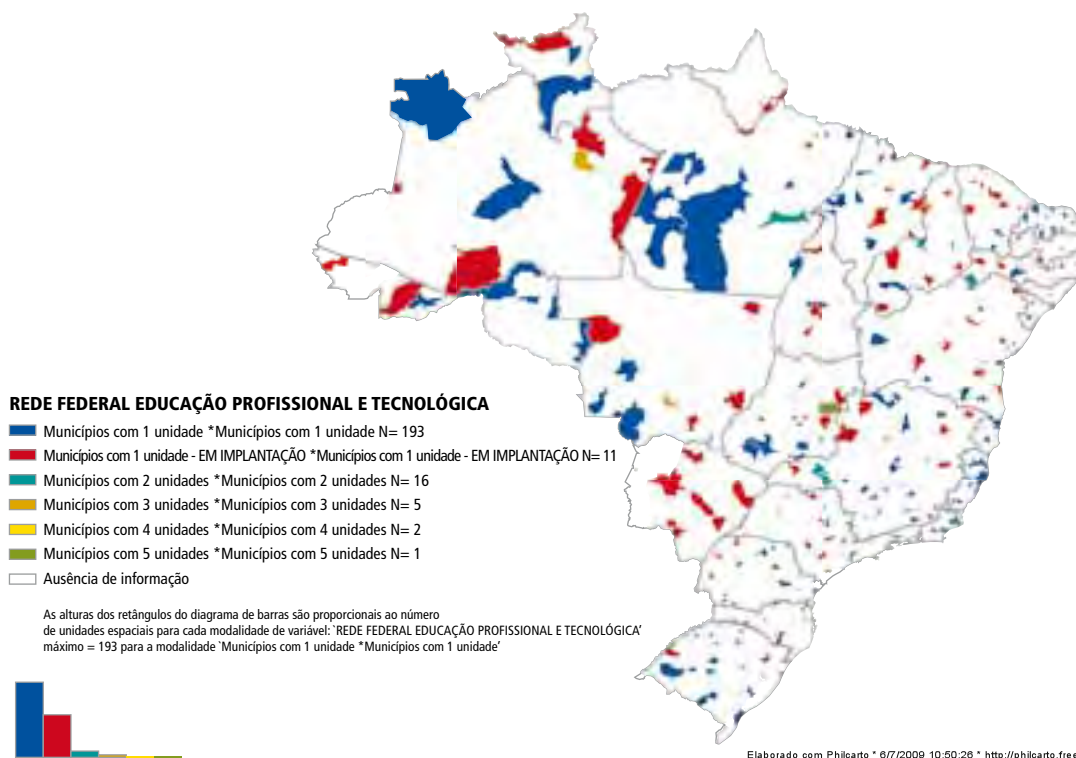 REDE FEDERAL EDUCAÇÃO PROFISSIONAL E TECNOLÓGICA
Municípios com 1 unidade *Municípios com 1 unidade N= 193
Municípios com 1 unidade - EM IMPLANTAÇÃO *Municípios com 1 unidade - EM IMPLANTAÇÃO N= 11
Municípios com 2 unidades *Municípios com 2 unidades N= 16
Municípios com 3 unidades *Municípios com 3 unidades N= 5
Municípios com 4 unidades *Municípios com 4 unidades N= 2
Municípios com 5 unidades *Municípios com 5 unidades N= 1
Ausência de informação
As alturas dos retângulos do diagrama de barras são proporcionais ao número
de unidades espaciais para cada modalidade de variável: `REDE FEDERAL EDUCAÇÃO PROFISSIONAL E TECNOLÓGICA'
máximo = 193 para a modalidade `Municípios com 1 unidade *Municípios com 1 unidade'
Elaborado com Philcarto * 6/7/2009 10:50:26 * http://philcarto.free